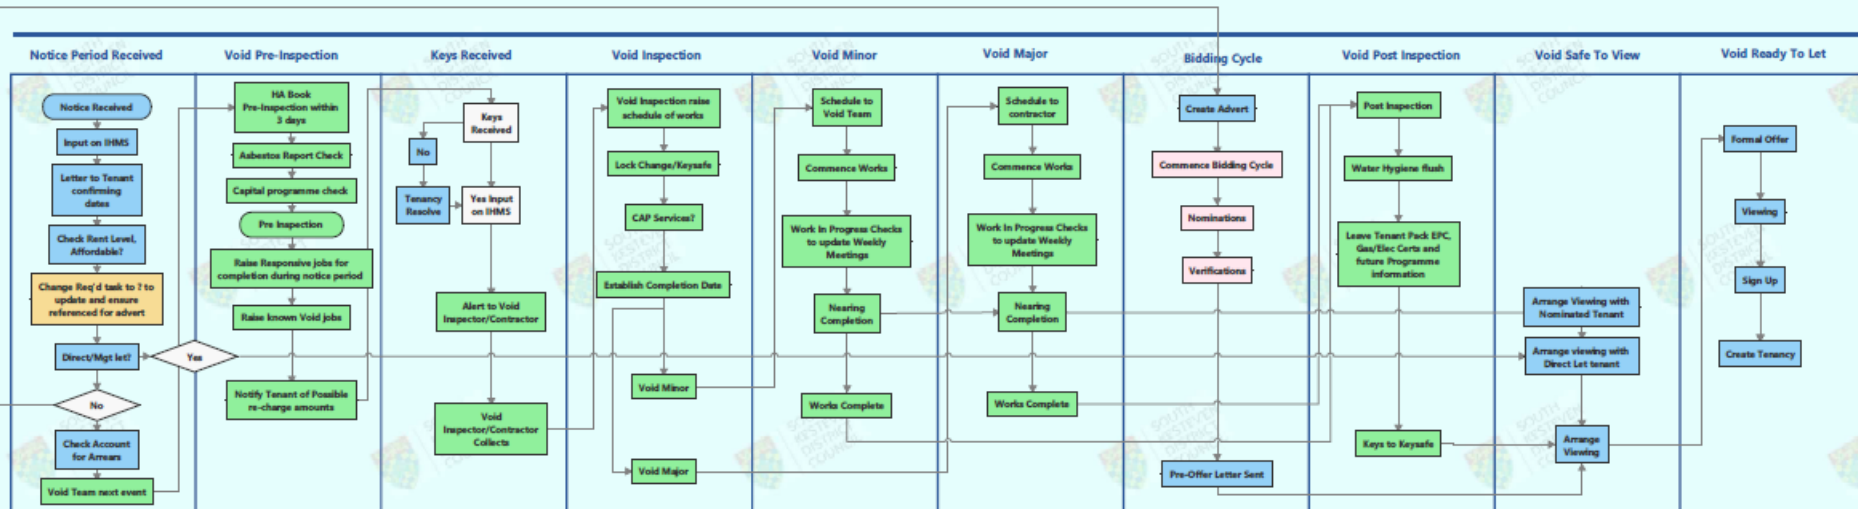 Notice Period Received
Void Pre-Inspection
Keys Received
Void Inspection
Void Minor
Void Major
Bidding Cycle
Void Post Inspection
Void Safe To View
Void Ready To Let
Notice Received
Input on IHMS
Letter to Tenant
confirming
dates
Check Rent Level,
Affordable?
Change Req'd task to ? to
update and ensure
referenced for advert
Direct/Mgt let?
Yes
No
Check Account
for Arrears
Void Team next event
HA Book
Pre-Inspection within
3 days
Asbestos Report Check
Capital programme check
Pre Inspection
Raise Responsive jobs for
completion during notice period
Raise known Void jobs
Notify Tenant of Possible
re-charge amounts
Keys
Received
No
Tenancy
Resolve
Yes Input
on IHMS
Alert to Void
Inspector/Contractor
Void
Inspector/Contractor
Collects
Void Inspection raise
schedule of works
Lock Change/Keysafe
CAP Services?
Establish Completion Date
Void Minor
Void Major
Schedule to
Void Team
Commence Works
Work In Progress Checks
to update Weekly
Meetings
Nearing
Completion
Works Complete
Schedule to
contractor
Commence Works
Work In Progress Checks
to update Weekly
Meetings
Nearing
Completion
Works Complete
Create Advert
Commence Bidding Cycle
Nominations
Verifications
Pre-Offer Letter Sent
Post Inspection
Water Hygiene flush
Leave Tenant Pack EPC,
Gas/Elec Certs and
future Programme
information
Keys to Keysafe
Arrange Viewing with
Nominated Tenant
Arrange viewing with
Direct Let tenant
Arrange
Viewing
Formal Offer
Viewing
Sign Up
Create Tenancy
SOUTH
KESTEVEN
DISTRICT
COUNCIL